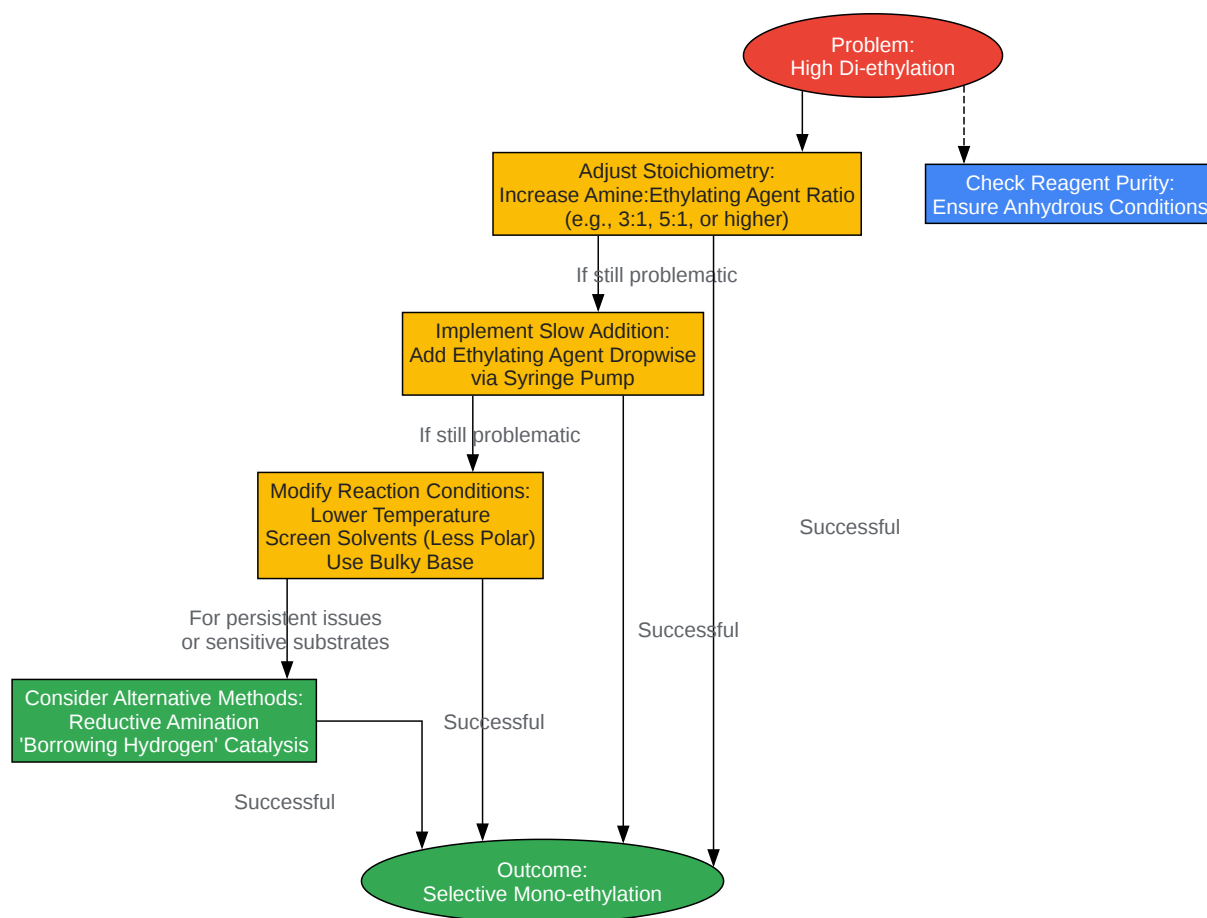 Problem:
High Di-ethylation
Adjust Stoichiometry:
Increase Amine:Ethylating Agent Ratio
(e.g., 3:1, 5:1, or higher)
Check Reagent Purity:
Ensure Anhydrous Conditions
If still problematic
Implement Slow Addition:
Add Ethylating Agent Dropwise
via Syringe Pump
If still problematic
Modify Reaction Conditions:
Lower Temperature
Screen Solvents (Less Polar)
Use Bulky Base
Successful
For persistent issues
or sensitive substrates
Successful
Consider Alternative Methods:
Reductive Amination
'Borrowing Hydrogen' Catalysis
Successful
Successful
Outcome:
Selective Mono-ethylation